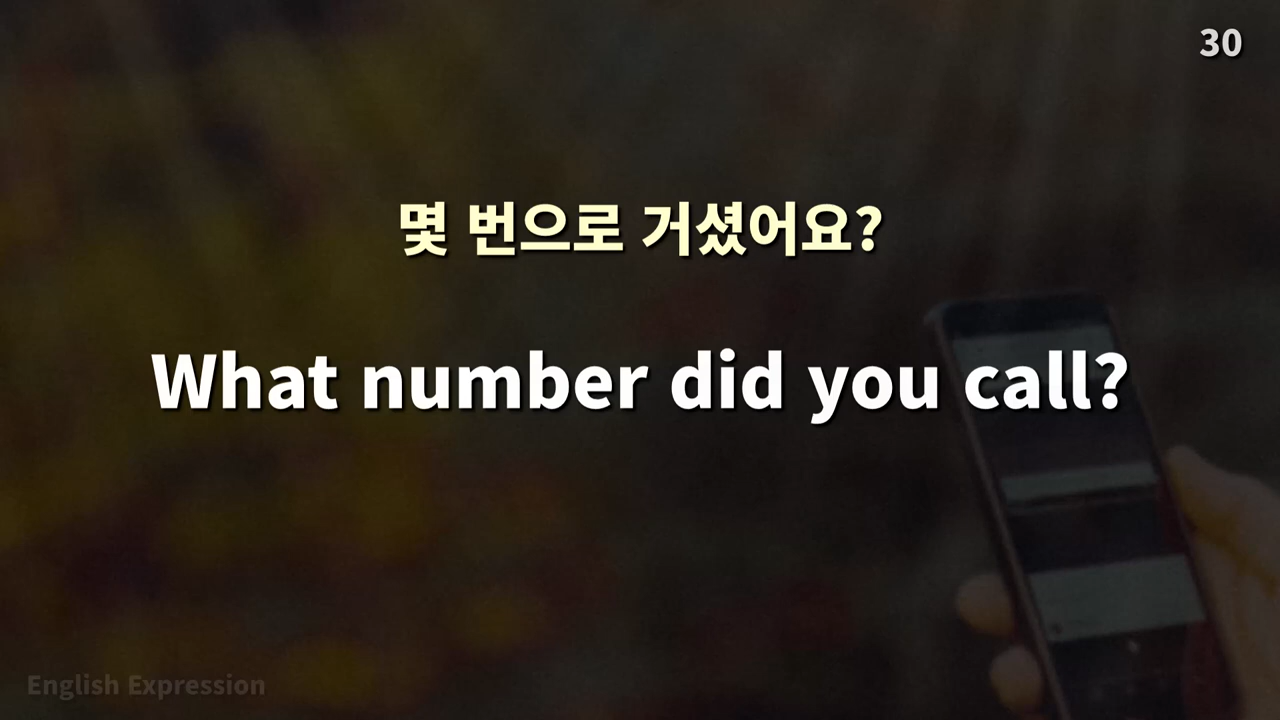 30
몇 번으로 거셨어요?
What number did you call?
English Expression